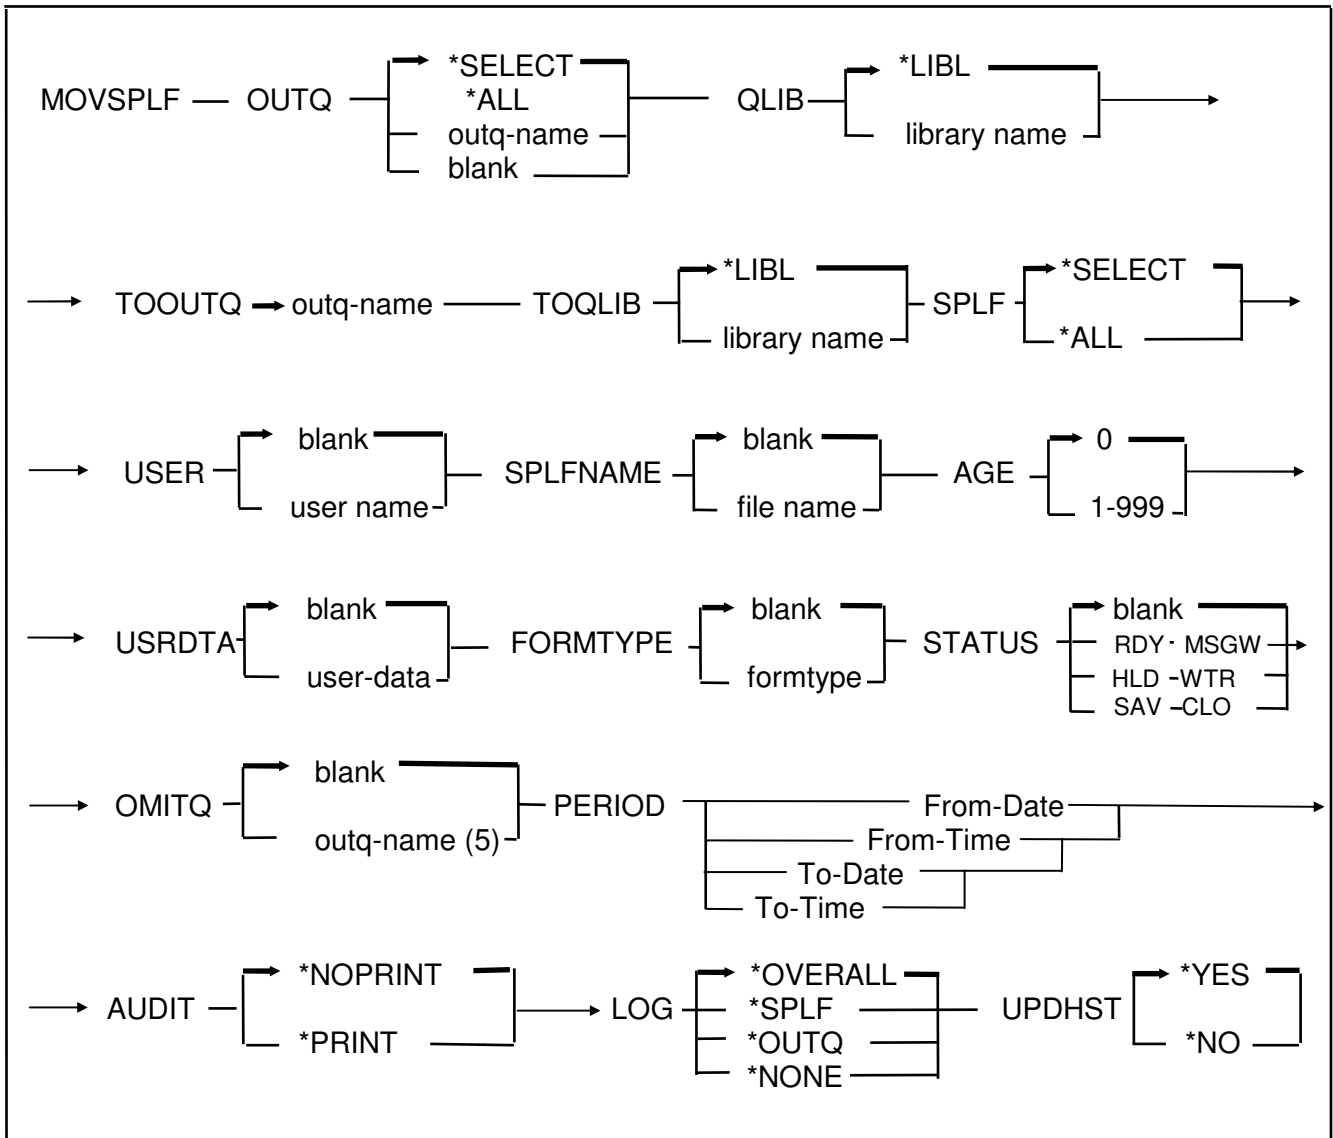 *SELECT *LIBL
MOVSPLF OUTQ *ALL QLIB
outq-name library name
blank
*LIBL *SELECT
TOOUTQ outq-name TOQLIB SPLF
library name *ALL
blank blank 0
USER SPLFNAME AGE
user name file name 1-999
blank blank blank
USRDTA FORMTYPE STATUS RDY - MSGW
user-data formtype HLD -WTR
SAV -CLO
blank
OMITQ PERIOD From-Date
outq-name (5) From-Time
To-Date
To-Time
*NOPRINT *OVERALL *YES
AUDIT LOG *SPLF UPDHST
*PRINT *OUTQ *NO
*NONE